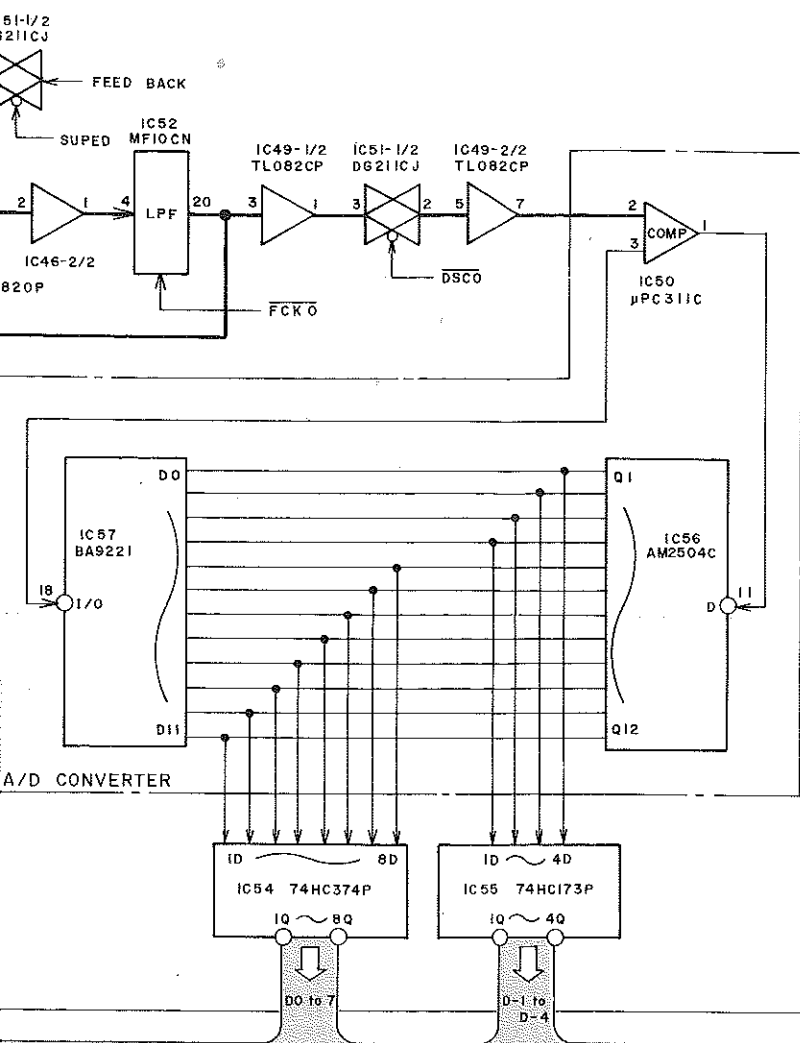 51-1/2
G211CJ
FEED BACK
SUPED
IC52
MF10CN
IC49-1/2
TL082CP
IC51-1/2
DG211CJ
IC49-2/2
TL082CP
2
1
4
LPF
20
3
1
3
2
5
7
2
COMP
1
3
IC46-2/2
820P
FCKO
DSCO
IC50
µPC311C
D0
Q1
IC57
BA9221
IC56
AM2504C
18
I/O
11
D
D11
Q12
A/D CONVERTER
1D 8D
1D 4D
IC54 74HC374P
IC55 74HC173P
1Q 8Q
1Q 4Q
D0 to 7
D-1 to
D-4